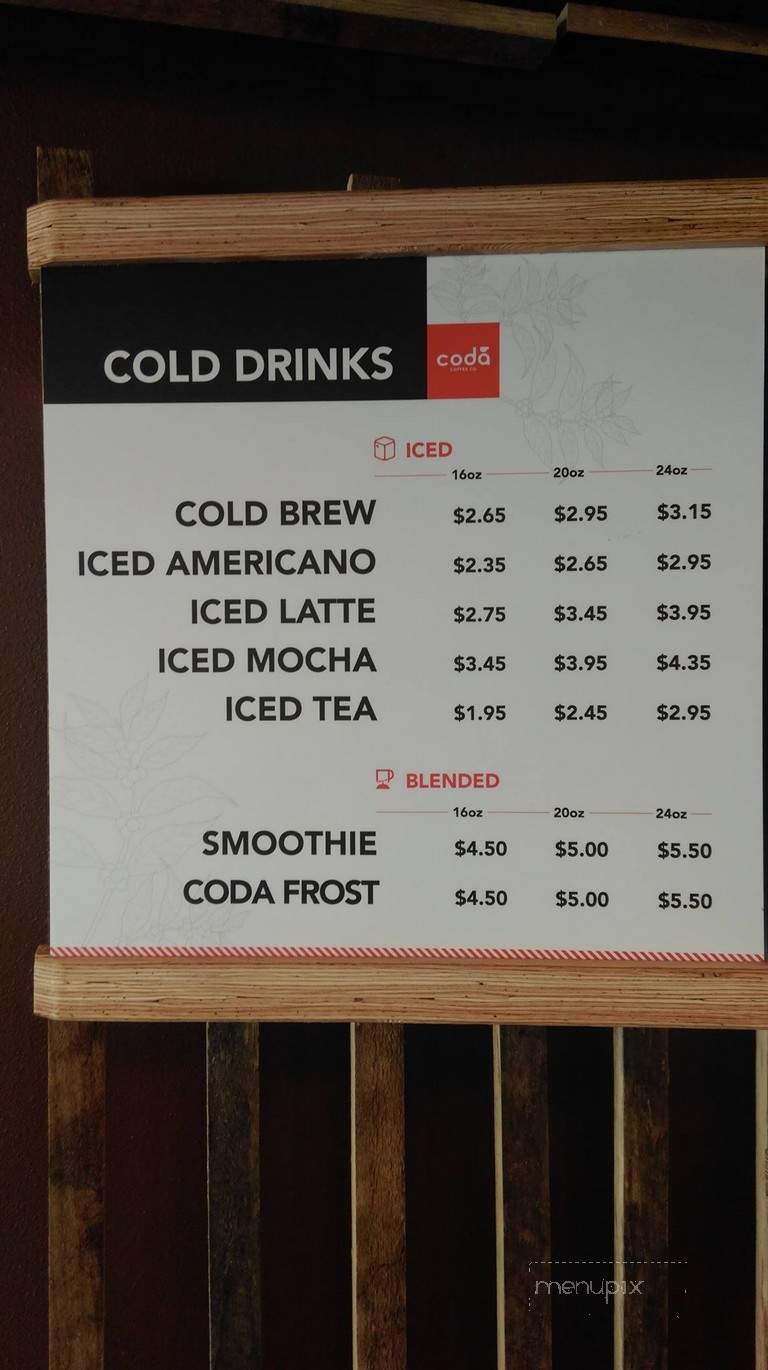 COLD DRINKS
codā
COFFEE CO.
ICED
16oz 20oz 24oz
COLD BREW $2.65 $2.95 $3.15
ICED AMERICANO $2.35 $2.65 $2.95
ICED LATTE $2.75 $3.45 $3.95
ICED MOCHA $3.45 $3.95 $4.35
ICED TEA $1.95 $2.45 $2.95
BLENDED
16oz 20oz 24oz
SMOOTHIE $4.50 $5.00 $5.50
CODA FROST $4.50 $5.00 $5.50
menupix